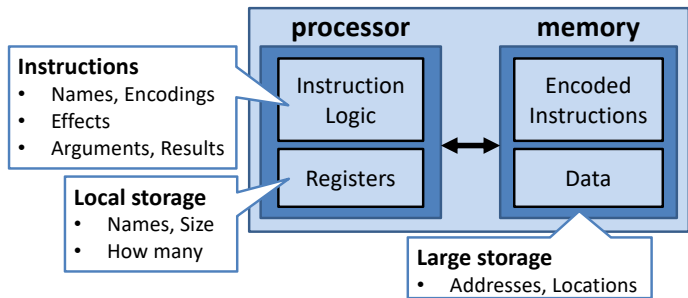 processor
memory
Instructions
• Names, Encodings
• Effects
• Arguments, Results
Instruction
Logic
Encoded
Instructions
Registers
Data
Local storage
• Names, Size
• How many
Large storage
• Addresses, Locations